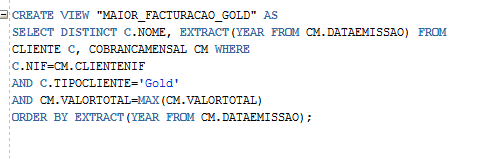 CREATE VIEW "MAIOR_FACTURACAO_GOLD" AS
SELECT DISTINCT C.NOME, EXTRACT(YEAR FROM CM.DATAEMISSAO) FROM
CLIENTE C, COBRANCAMENSAL CM WHERE
C.NIF=CM.CLIENTENIF
AND C.TIPOCLIENTE='Gold'
AND CM.VALORTOTAL=MAX(CM.VALORTOTAL)
ORDER BY EXTRACT(YEAR FROM CM.DATAEMISSAO);